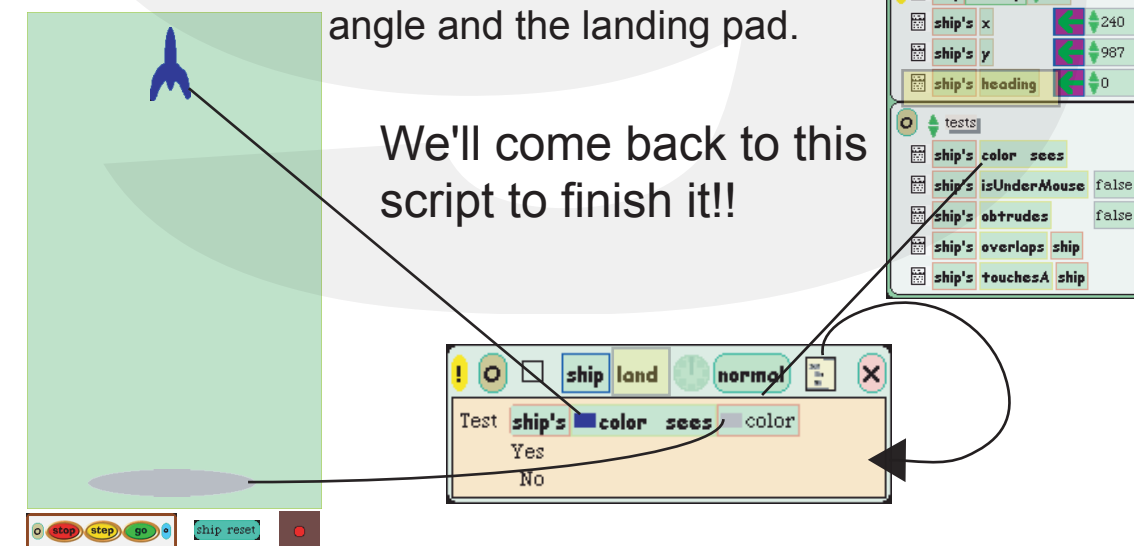 angle and the landing pad.
We'll come back to this
script to finish it!!
ship's x 240
ship's y 987
ship's heading 0
tests
ship's color sees
ship's isUnderMouse false
ship's obtrudes false
ship's overlaps ship
ship's touchesA ship
! ship land normal X
Test ship's color sees color
Yes
No
stop step go
ship reset